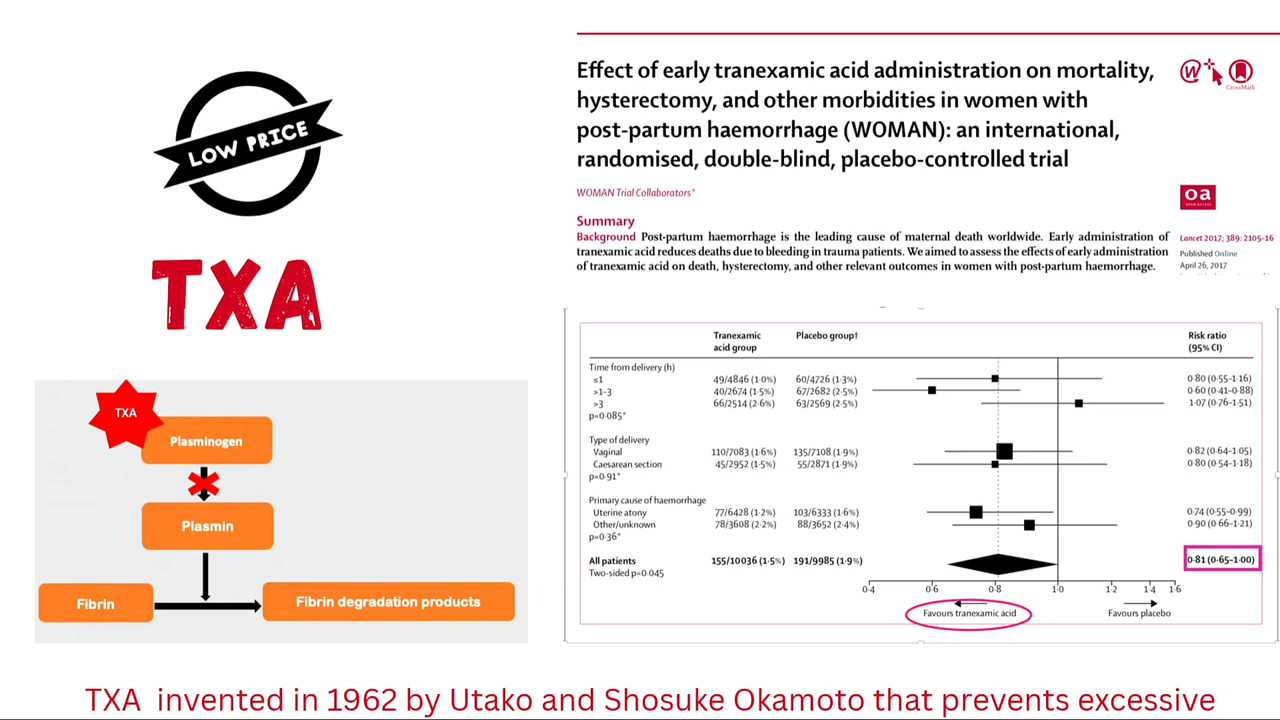 LOW PRICE
TXA
TXA
Plasminogen
Plasmin
Fibrin
Fibrin degradation products
Effect of early tranexamic acid administration on mortality,
hysterectomy, and other morbidities in women with
post-partum haemorrhage (WOMAN): an international,
randomised, double-blind, placebo-controlled trial
CrossMark
WOMAN Trial Collaborators*
oa
OPEN ACCESS
Summary
Background Post-partum haemorrhage is the leading cause of maternal death worldwide. Early administration of
tranexamic acid reduces deaths due to bleeding in trauma patients. We aimed to assess the effects of early administration
of tranexamic acid on death, hysterectomy, and other relevant outcomes in women with post-partum haemorrhage.
Lancet 2017; 389: 2105-16
Published Online
April 26, 2017
Tranexamic acid group Placebo group† Risk ratio (95% CI)
Time from delivery (h)
≤1 49/4846 (1·0%) 60/4726 (1·3%) 0·80 (0·55-1·16)
>1-3 40/2674 (1·5%) 67/2682 (2·5%) 0·60 (0·41-0·88)
>3 66/2514 (2·6%) 63/2569 (2·5%) 1·07 (0·76-1·51)
p=0·085*
Type of delivery
Vaginal 110/7083 (1·6%) 135/7108 (1·9%) 0·82 (0·64-1·05)
Caesarean section 45/2952 (1·5%) 55/2871 (1·9%) 0·80 (0·54-1·18)
p=0·91*
Primary cause of haemorrhage
Uterine atony 77/6428 (1·2%) 103/6333 (1·6%) 0·74 (0·55-0·99)
Other/unknown 78/3608 (2·2%) 88/3652 (2·4%) 0·90 (0·66-1·21)
p=0·36*
All patients 155/10036 (1·5%) 191/9985 (1·9%) 0·81 (0·65-1·00)
Two-sided p=0·045
0·4 0·6 0·8 1·0 1·2 1·4 1·6
Favours tranexamic acid Favours placebo
TXA invented in 1962 by Utako and Shosuke Okamoto that prevents excessive